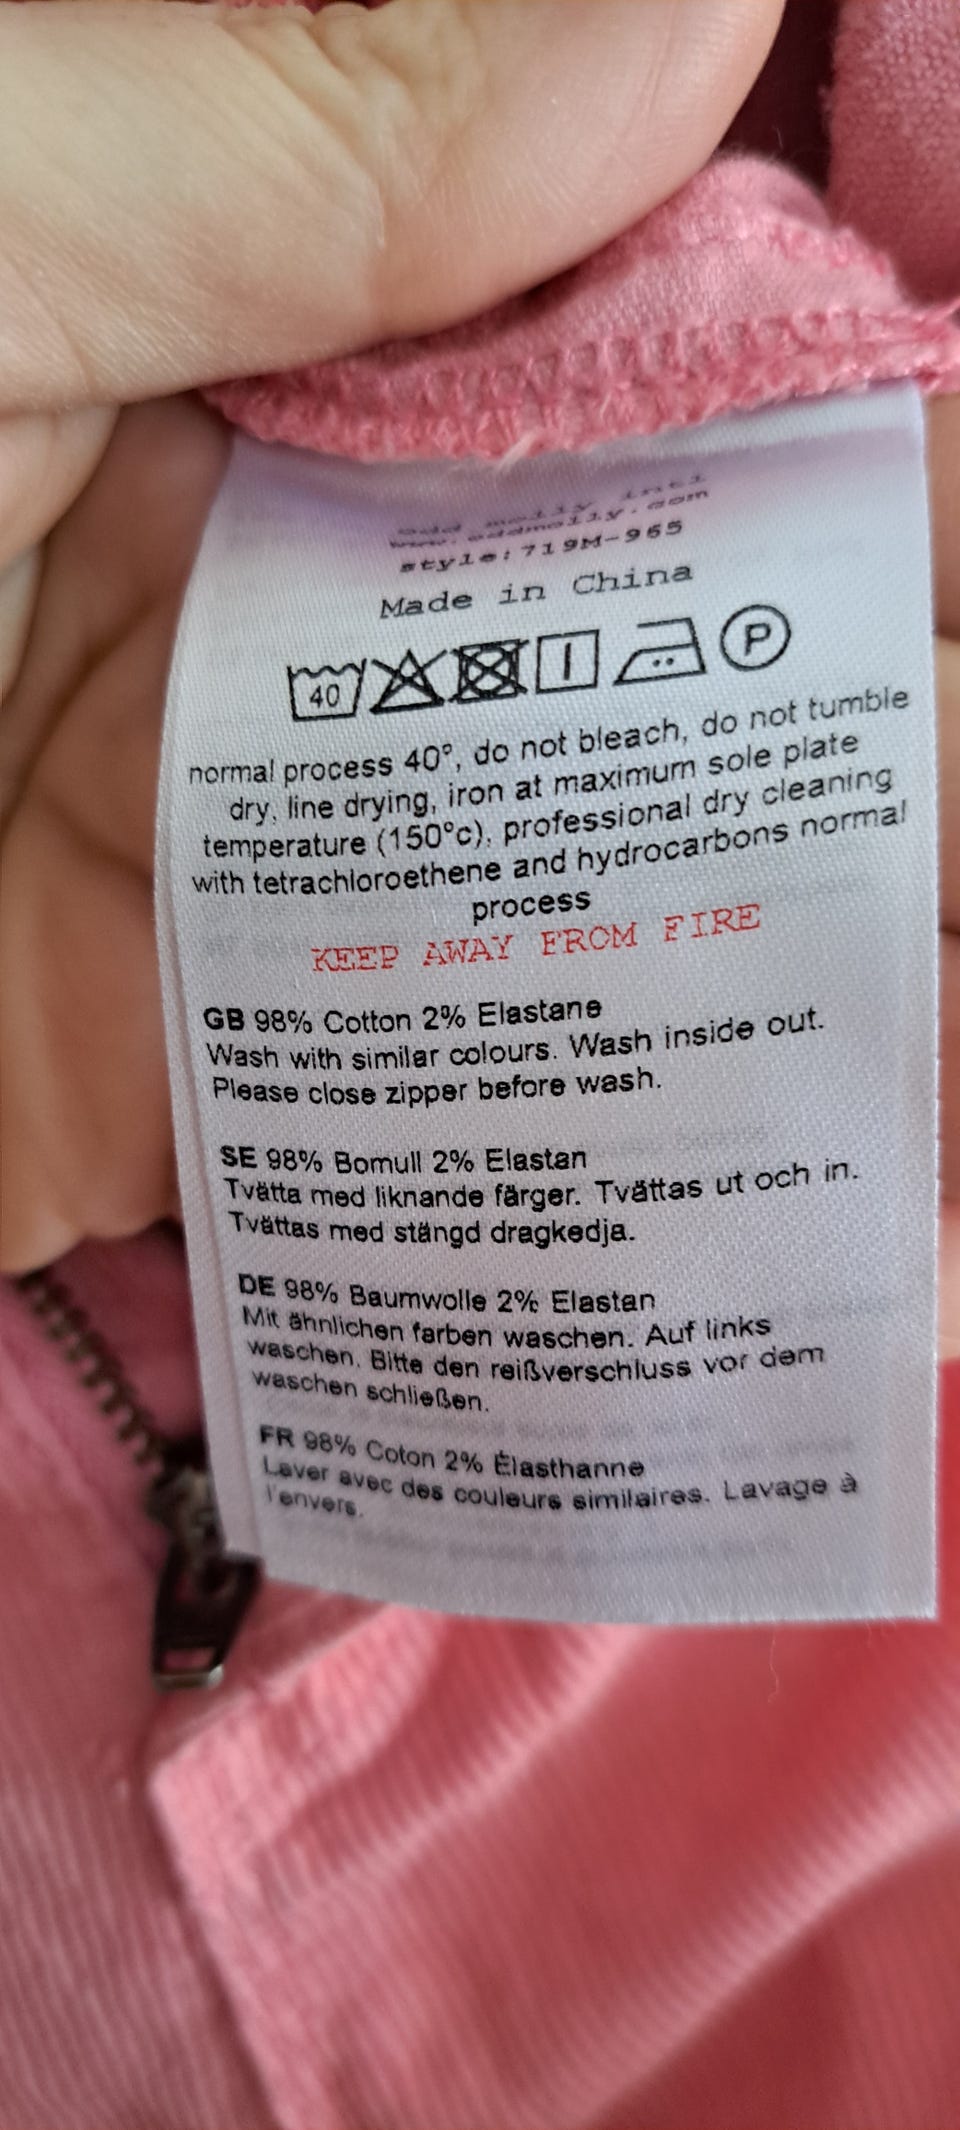 odd molly intl
www.oddmolly.com
style:719M-965
Made in China
40 P
normal process 40°, do not bleach, do not tumble
dry, line drying, iron at maximum sole plate
temperature (150°c), professional dry cleaning
with tetrachloroethene and hydrocarbons normal
process
KEEP AWAY FROM FIRE
GB 98% Cotton 2% Elastane
Wash with similar colours. Wash inside out.
Please close zipper before wash.
SE 98% Bomull 2% Elastan
Tvätta med liknande färger. Tvättas ut och in.
Tvättas med stängd dragkedja.
DE 98% Baumwolle 2% Elastan
Mit ähnlichen farben waschen. Auf links
waschen. Bitte den reißverschluss vor dem
waschen schließen.
FR 98% Coton 2% Élasthanne
Laver avec des couleurs similaires. Lavage à
l'envers.